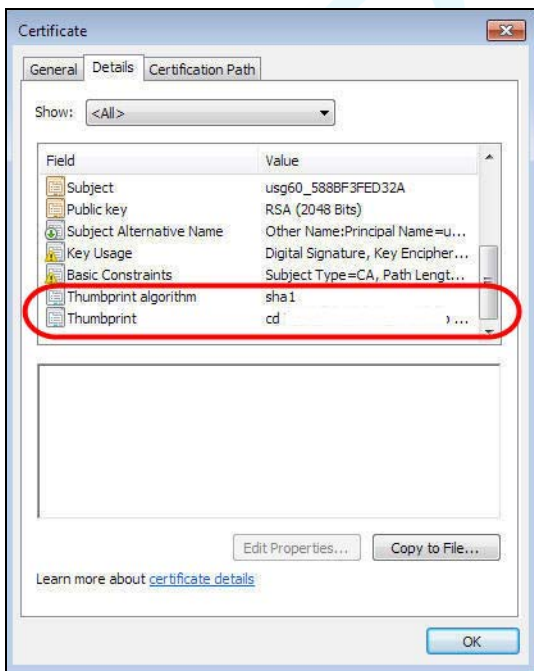 Certificate
General Details Certification Path
Show: <All>
Field Value
Subject usg60_588BF3FED32A
Public key RSA (2048 Bits)
Subject Alternative Name Other Name:Principal Name=u...
Key Usage Digital Signature, Key Encipher...
Basic Constraints Subject Type=CA, Path Lengt...
Thumbprint algorithm sha1
Thumbprint cd ...
Edit Properties... Copy to File...
Learn more about certificate details
OK